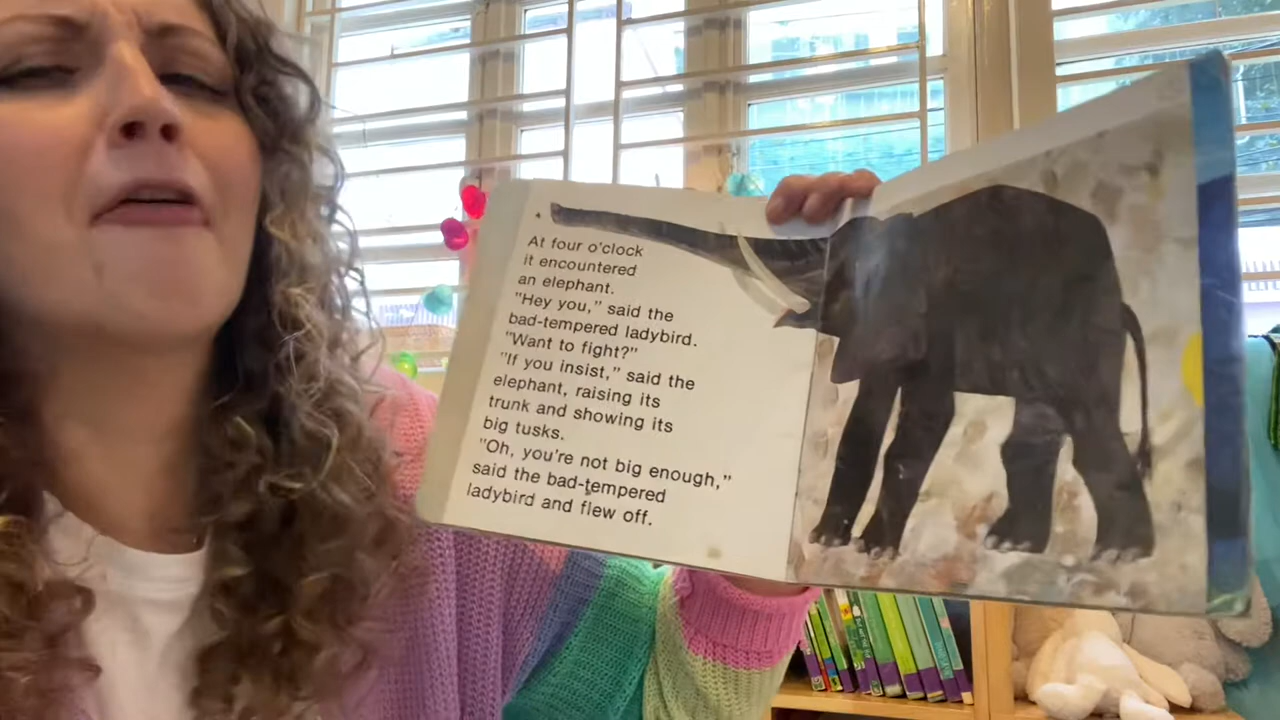 At four o'clock
it encountered
an elephant.
"Hey you," said the
bad-tempered ladybird.
"Want to fight?"
"If you insist," said the
elephant, raising its
trunk and showing its
big tusks.
"Oh, you're not big enough,"
said the bad-tempered
ladybird and flew off.